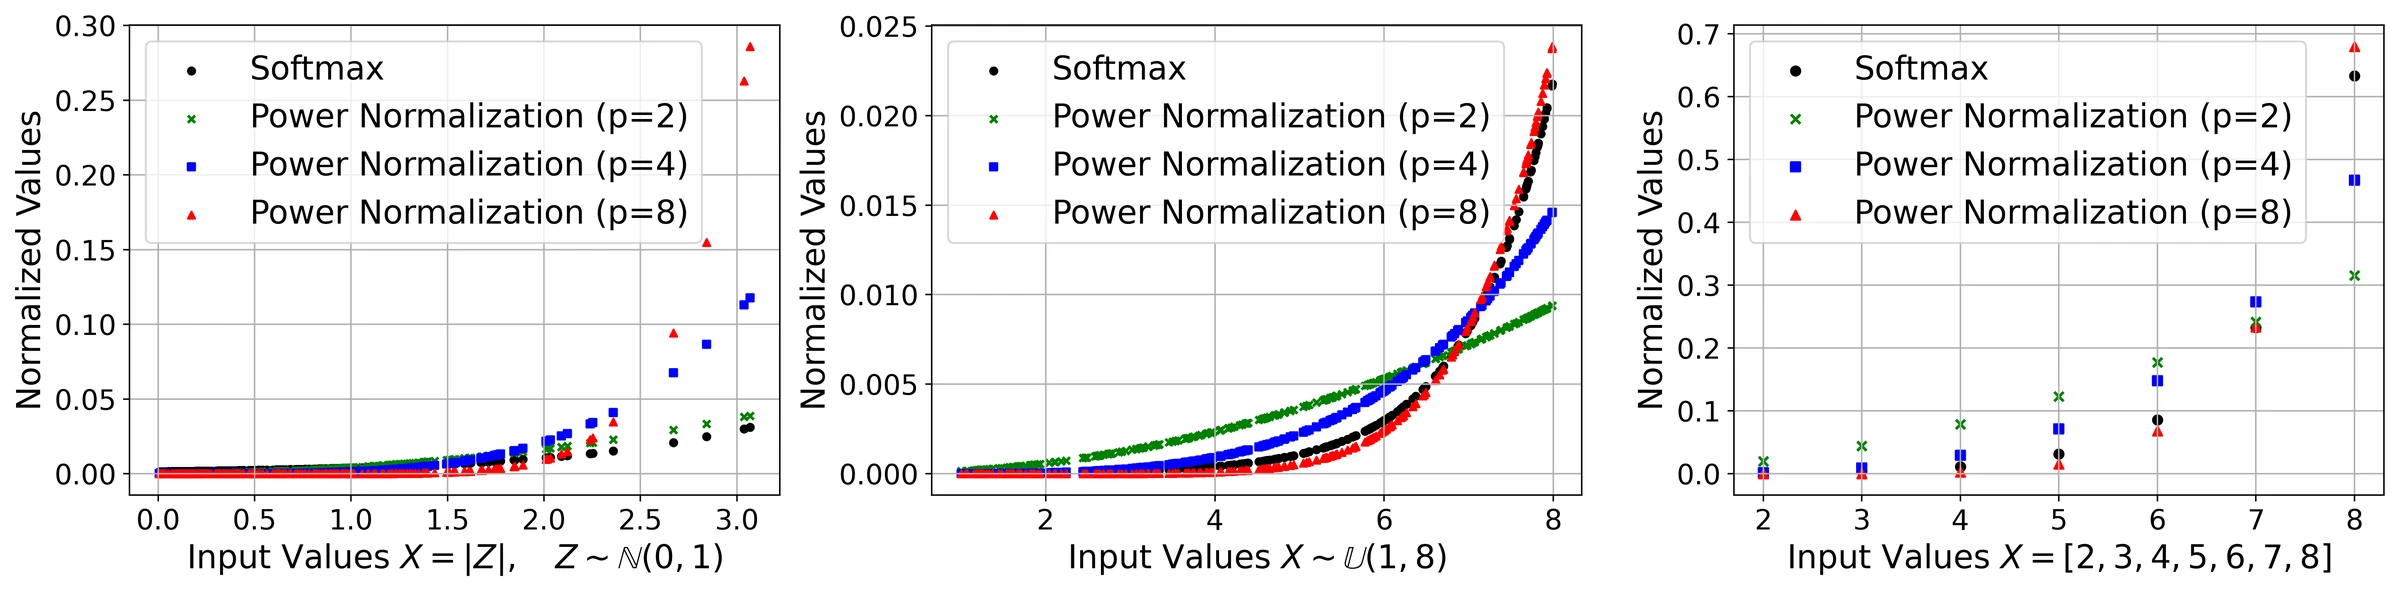 0.30
0.25
0.20
0.15
0.10
0.05
0.00
Normalized Values
Softmax
Power Normalization (p=2)
Power Normalization (p=4)
Power Normalization (p=8)
0.0 0.5 1.0 1.5 2.0 2.5 3.0
Input Values X = |Z|, Z ~ ℕ(0, 1)
0.025
0.020
0.015
0.010
0.005
0.000
Normalized Values
Softmax
Power Normalization (p=2)
Power Normalization (p=4)
Power Normalization (p=8)
2 4 6 8
Input Values X ~ 𝕌(1, 8)
0.7
0.6
0.5
0.4
0.3
0.2
0.1
0.0
Normalized Values
Softmax
Power Normalization (p=2)
Power Normalization (p=4)
Power Normalization (p=8)
2 3 4 5 6 7 8
Input Values X = [2, 3, 4, 5, 6, 7, 8]